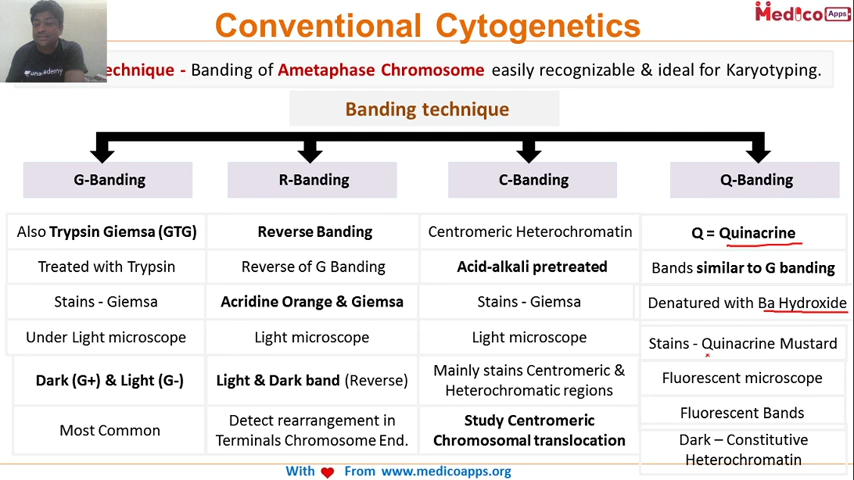 Conventional Cytogenetics
Medico Apps
unacademy
echnique - Banding of Ametaphase Chromosome easily recognizable & ideal for Karyotyping.
Banding technique
G-Banding
Also Trypsin Giemsa (GTG)
Treated with Trypsin
Stains - Giemsa
Under Light microscope
Dark (G+) & Light (G-)
Most Common
R-Banding
Reverse Banding
Reverse of G Banding
Acridine Orange & Giemsa
Light microscope
Light & Dark band (Reverse)
Detect rearrangement in
Terminals Chromosome End.
C-Banding
Centromeric Heterochromatin
Acid-alkali pretreated
Stains - Giemsa
Light microscope
Mainly stains Centromeric &
Heterochromatic regions
Study Centromeric
Chromosomal translocation
Q-Banding
Q = Quinacrine
Bands similar to G banding
Denatured with Ba Hydroxide
Stains - Quinacrine Mustard
Fluorescent microscope
Fluorescent Bands
Dark – Constitutive
Heterochromatin
With From www.medicoapps.org